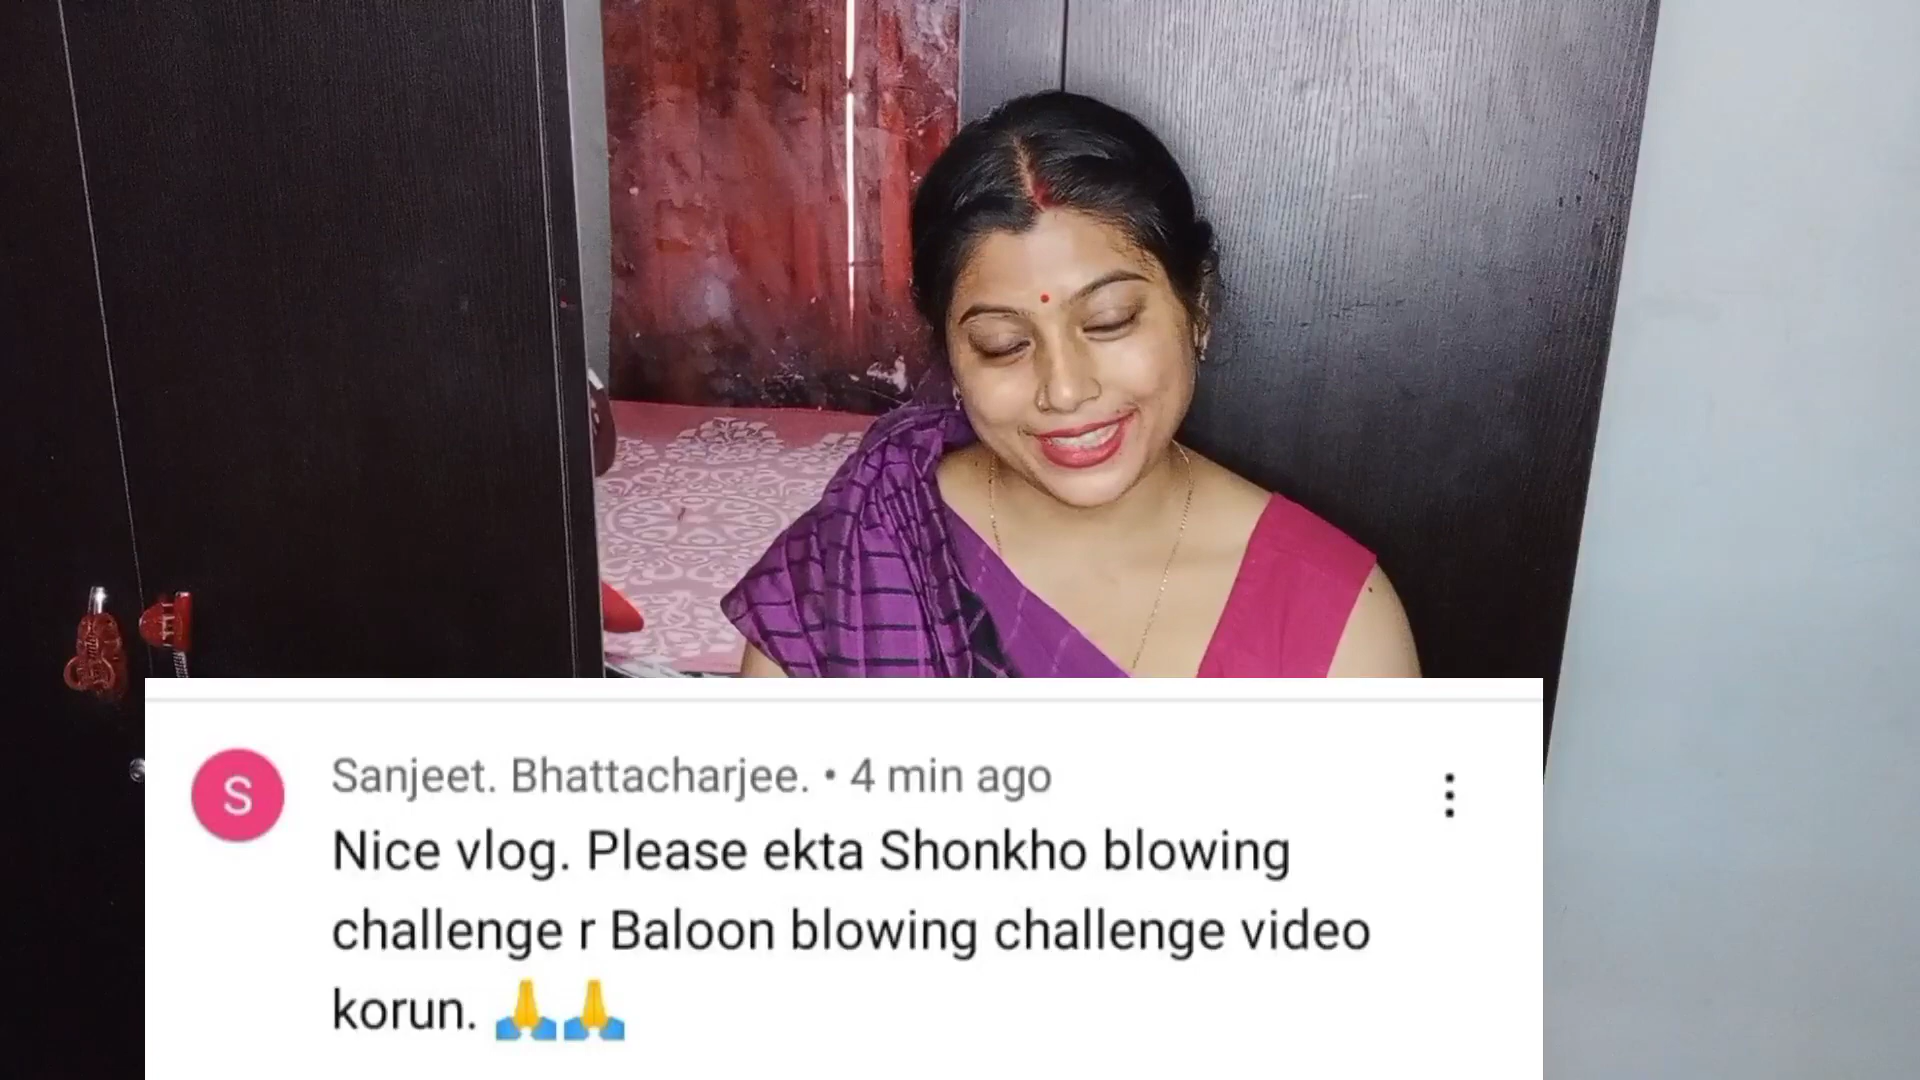 S
Sanjeet. Bhattacharjee. • 4 min ago
Nice vlog. Please ekta Shonkho blowing
challenge r Baloon blowing challenge video
korun. 🙏🙏